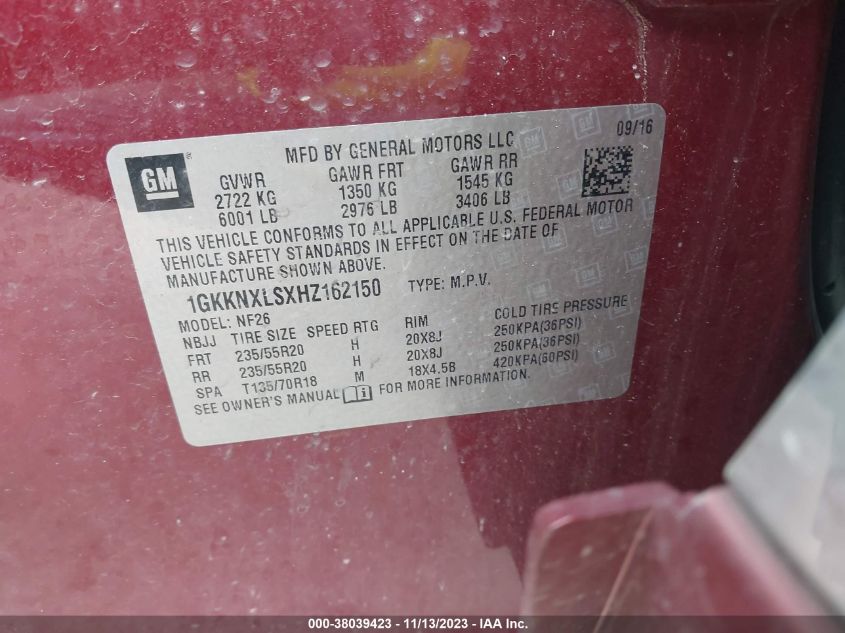 GM
MFD BY GENERAL MOTORS LLC
09/16
GVWR GAWR FRT GAWR RR
2722 KG 1350 KG 1545 KG
6001 LB 2976 LB 3406 LB
THIS VEHICLE CONFORMS TO ALL APPLICABLE U.S. FEDERAL MOTOR
VEHICLE SAFETY STANDARDS IN EFFECT ON THE DATE OF
MANUFACTURE SHOWN ABOVE.
1GKKNXLSXHZ162150 TYPE: M.P.V.
MODEL: NF26
NBJJ TIRE SIZE SPEED RTG RIM COLD TIRE PRESSURE
FRT 235/55R20 H 20X8J 250KPA(36PSI)
RR 235/55R20 H 20X8J 250KPA(36PSI)
SPA T135/70R18 M 18X4.5B 420KPA(60PSI)
SEE OWNER'S MANUAL i FOR MORE INFORMATION.
000-38039423 - 11/13/2023 - IAA Inc.